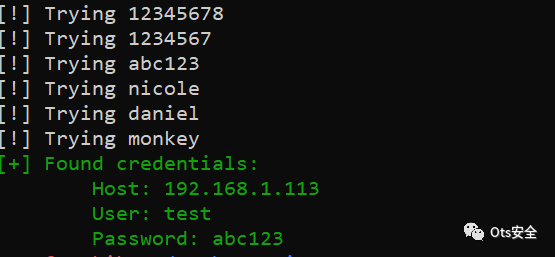 [!] Trying 12345678
[!] Trying 1234567
[!] Trying abc123
[!] Trying nicole
[!] Trying daniel
[!] Trying monkey
[+] Found credentials:
Host: 192.168.1.113
User: test
Password: abc123
Ots安全